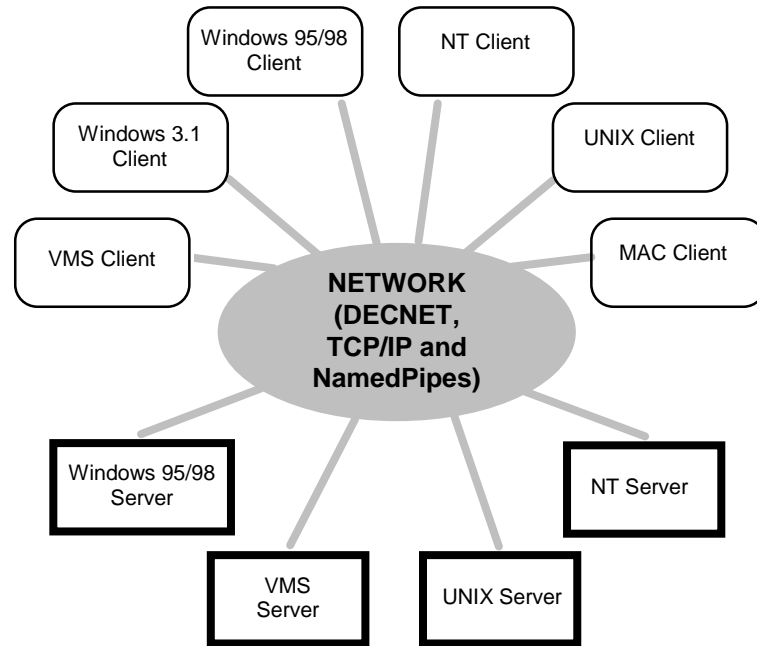 Windows 95/98
Client
NT Client
Windows 3.1
Client
UNIX Client
VMS Client
MAC Client
NETWORK
(DECNET,
TCP/IP and
NamedPipes)
Windows 95/98
Server
NT Server
VMS
Server
UNIX Server